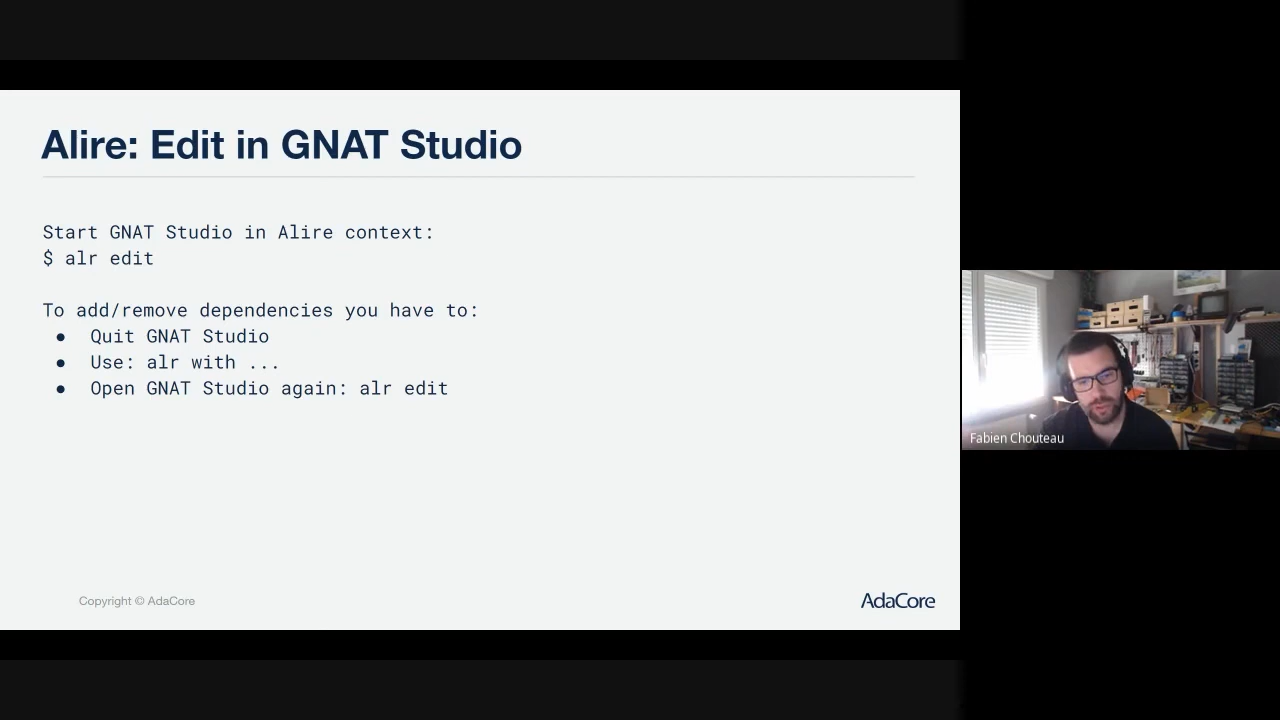 Alire: Edit in GNAT Studio
Start GNAT Studio in Alire context:
$ alr edit
To add/remove dependencies you have to:
● Quit GNAT Studio
● Use: alr with ...
● Open GNAT Studio again: alr edit
Copyright © AdaCore
AdaCore
Fabien Chouteau